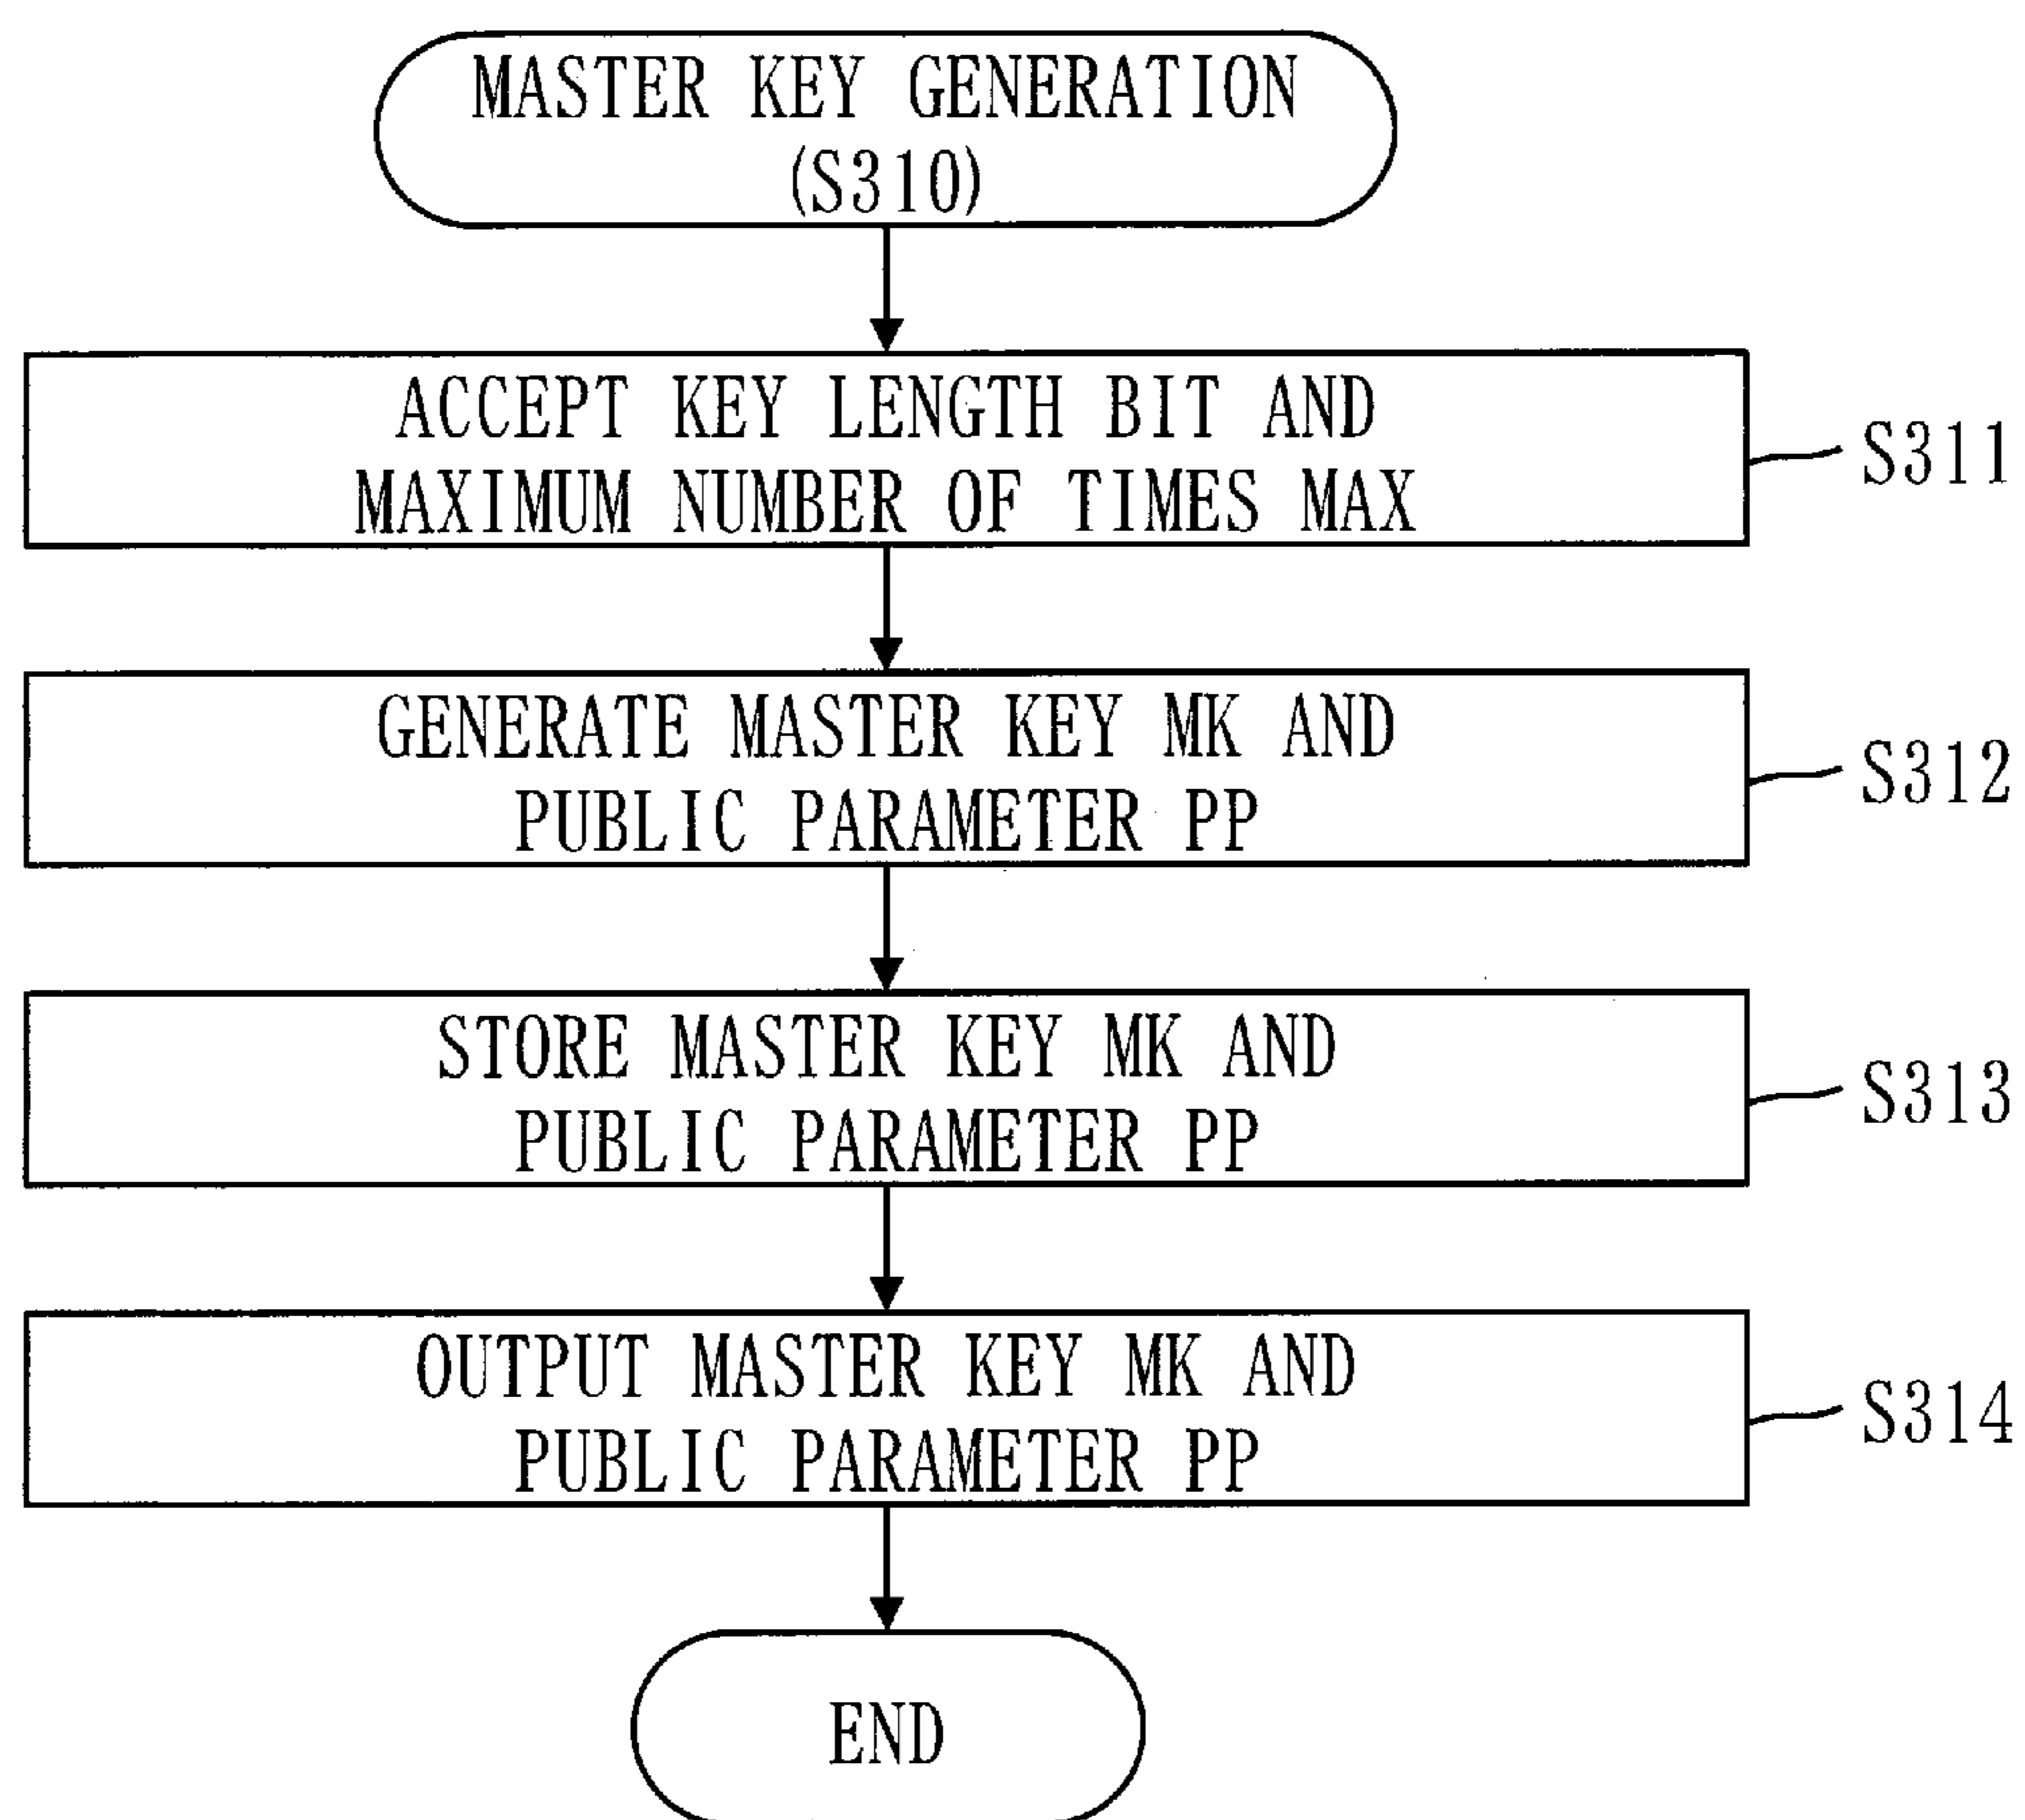 MASTER KEY GENERATION
(S310)
ACCEPT KEY LENGTH BIT AND
MAXIMUM NUMBER OF TIMES MAX
S311
GENERATE MASTER KEY MK AND
PUBLIC PARAMETER PP
S312
STORE MASTER KEY MK AND
PUBLIC PARAMETER PP
S313
OUTPUT MASTER KEY MK AND
PUBLIC PARAMETER PP
S314
END